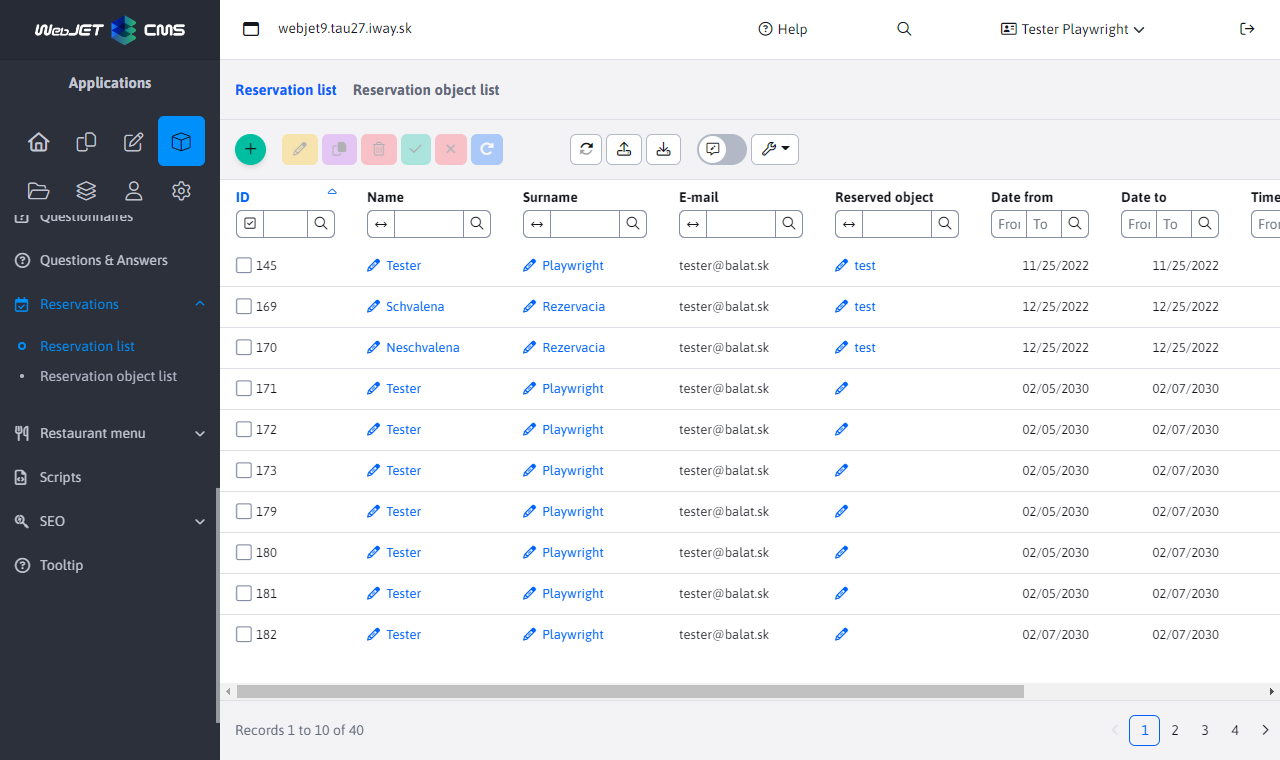 WebJET CMS
webjet9.tau27.iway.sk
Help
Tester Playwright
Applications
Reservation list
Reservation object list
Questionnaires
Questions & Answers
Reservations
Reservation list
Reservation object list
Restaurant menu
Scripts
SEO
Tooltip
ID Name Surname E-mail Reserved object Date from Date to Time
From To From To From
145 Tester Playwright tester@balat.sk test 11/25/2022 11/25/2022
169 Schvalena Rezervacia tester@balat.sk test 12/25/2022 12/25/2022
170 Neschvalena Rezervacia tester@balat.sk test 12/25/2022 12/25/2022
171 Tester Playwright tester@balat.sk 02/05/2030 02/07/2030
172 Tester Playwright tester@balat.sk 02/05/2030 02/07/2030
173 Tester Playwright tester@balat.sk 02/05/2030 02/07/2030
179 Tester Playwright tester@balat.sk 02/05/2030 02/07/2030
180 Tester Playwright tester@balat.sk 02/05/2030 02/07/2030
181 Tester Playwright tester@balat.sk 02/05/2030 02/07/2030
182 Tester Playwright tester@balat.sk 02/07/2030 02/07/2030
Records 1 to 10 of 40
1 2 3 4